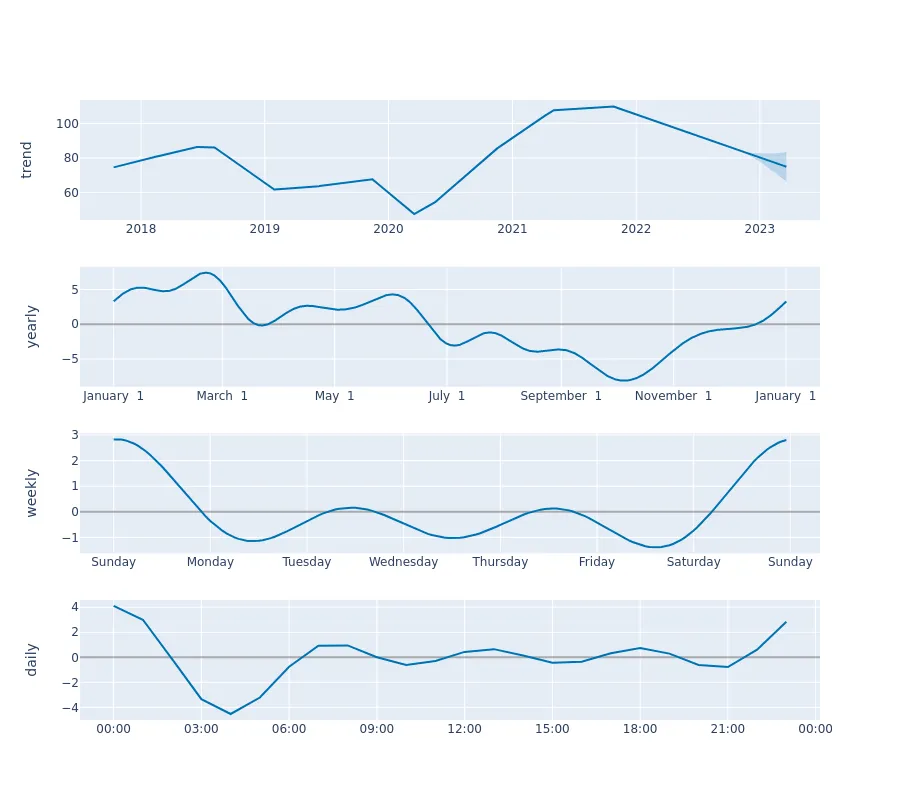 trend
100
80
60
2018 2019 2020 2021 2022 2023
yearly
5
0
−5
January 1 March 1 May 1 July 1 September 1 November 1 January 1
weekly
3
2
1
0
−1
Sunday Monday Tuesday Wednesday Thursday Friday Saturday Sunday
daily
4
2
0
−2
−4
00:00 03:00 06:00 09:00 12:00 15:00 18:00 21:00 00:00